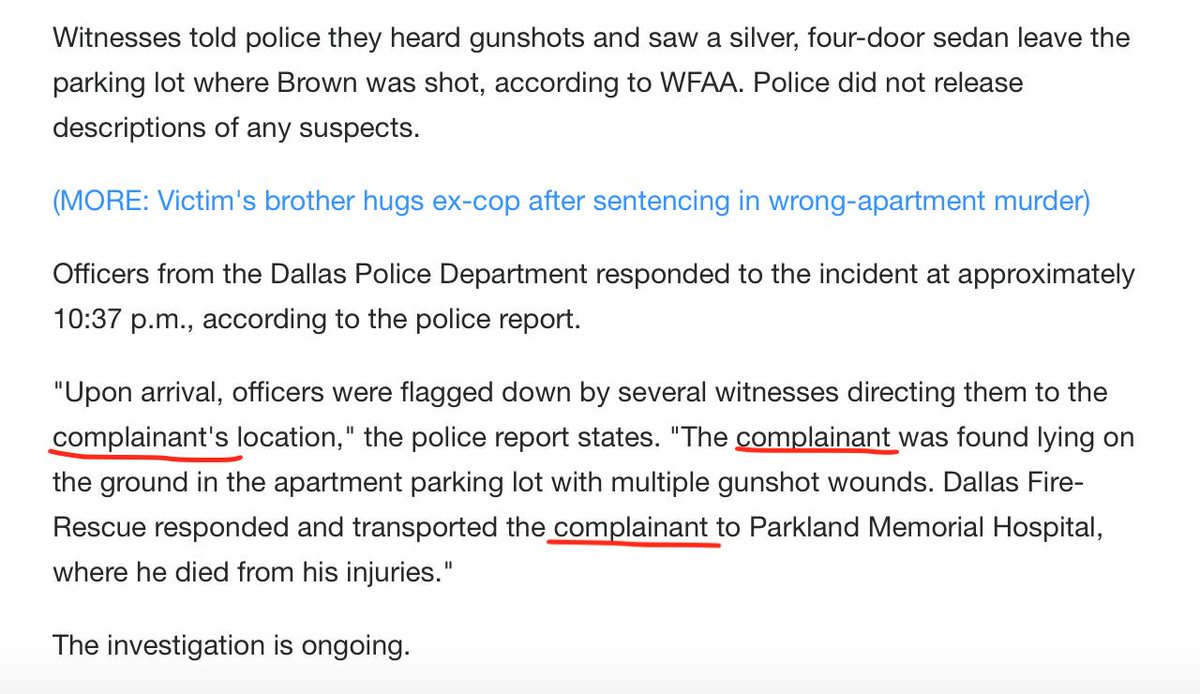 Witnesses told police they heard gunshots and saw a silver, four-door sedan leave the
parking lot where Brown was shot, according to WFAA. Police did not release
descriptions of any suspects.
(MORE: Victim's brother hugs ex-cop after sentencing in wrong-apartment murder)
Officers from the Dallas Police Department responded to the incident at approximately
10:37 p.m., according to the police report.
"Upon arrival, officers were flagged down by several witnesses directing them to the
complainant's location," the police report states. "The complainant was found lying on
the ground in the apartment parking lot with multiple gunshot wounds. Dallas Fire-
Rescue responded and transported the complainant to Parkland Memorial Hospital,
where he died from his injuries."
The investigation is ongoing.